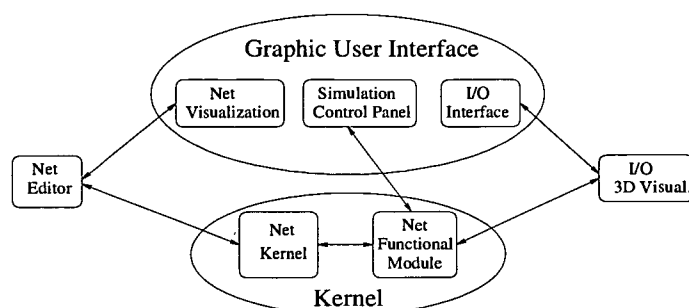 Graphic User Interface
Net
Visualization
Simulation
Control Panel
I/O
Interface
Net
Editor
I/O
3D Visual.
Net
Kernel
Net
Functional
Module
Kernel